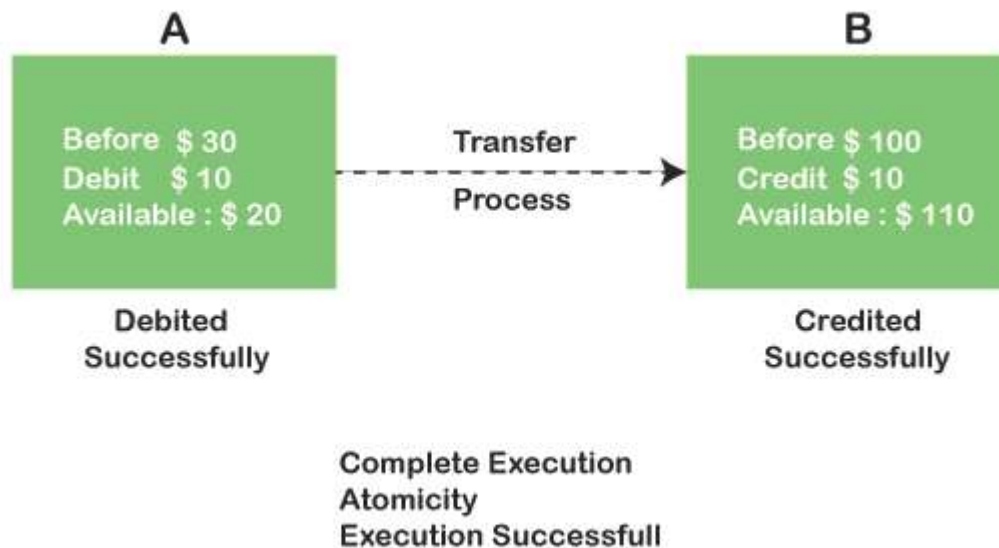 A
Before $ 30
Debit $ 10
Available : $ 20
Debited
Successfully
Transfer
Process
B
Before $ 100
Credit $ 10
Available : $ 110
Credited
Successfully
Complete Execution
Atomicity
Execution Successfull